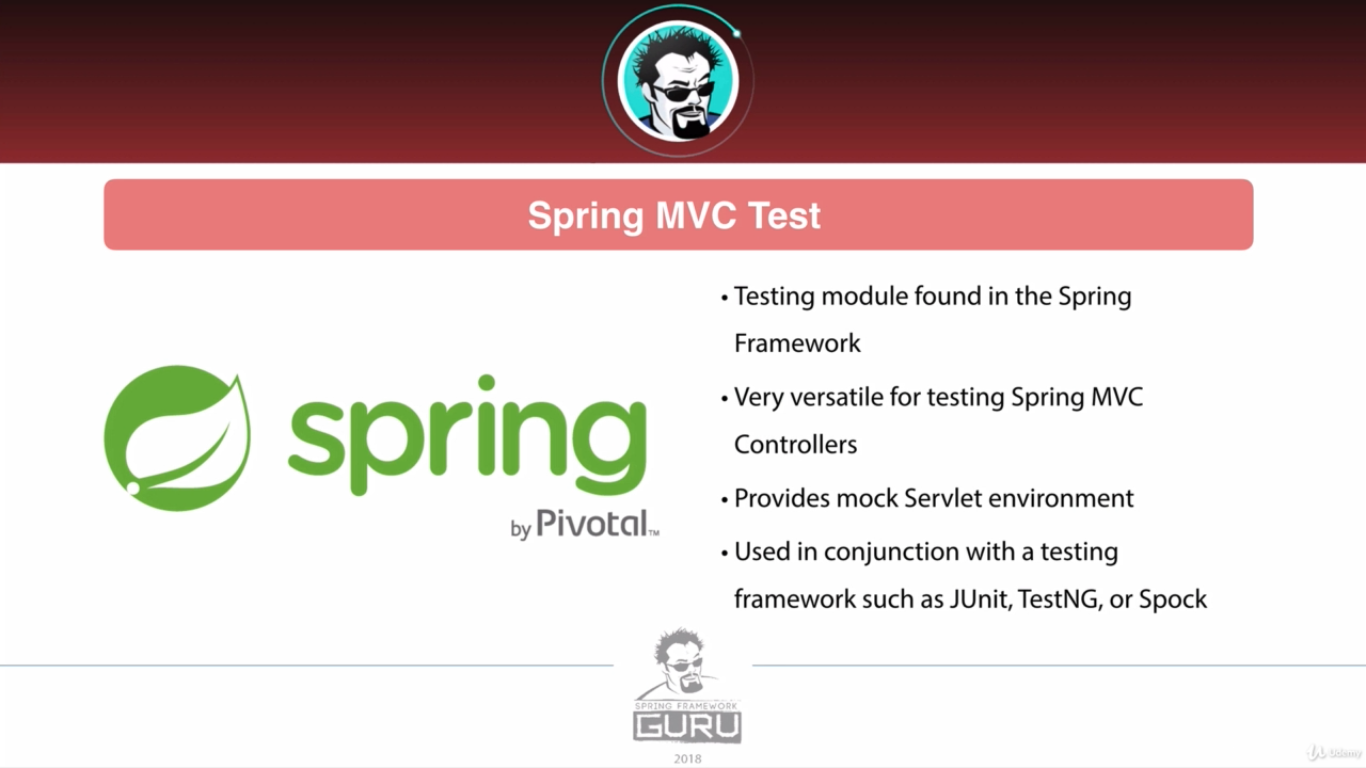 Spring MVC Test
• Testing module found in the Spring
Framework
• Very versatile for testing Spring MVC
Controllers
• Provides mock Servlet environment
• Used in conjunction with a testing
framework such as JUnit, TestNG, or Spock
spring
by Pivotal™
SPRING FRAMEWORK
GURU
2018
Udemy